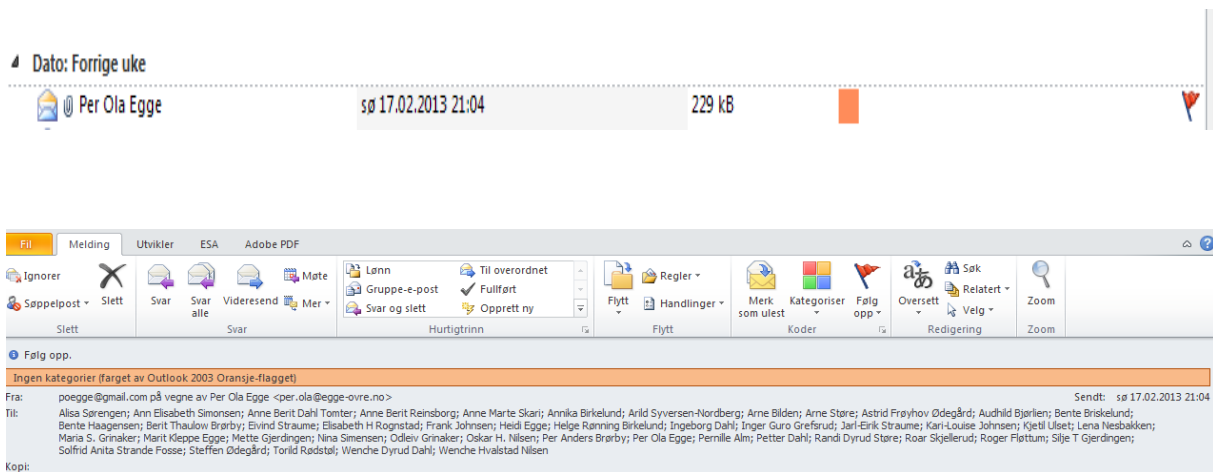 Dato: Forrige uke
Per Ola Egge sø 17.02.2013 21:04 229 kB
Fil Melding Utvikler ESA Adobe PDF
Ignorer
Søppelpost
Slett
Svar
Svar alle
Videresend
Møte
Mer
Lønn
Gruppe-e-post
Svar og slett
Til overordnet
Fullført
Opprett ny
Flytt
Regler
Handlinger
Merk som ulest
Kategoriser
Følg opp
Oversett
Søk
Relatert
Velg
Zoom
Slett Svar Hurtigtrinn Flytt Koder Redigering Zoom
Følg opp.
Ingen kategorier (farget av Outlook 2003 Oransje-flagget)
Fra: poegge@gmail.com på vegne av Per Ola Egge <per.ola@egge-ovre.no> Sendt: sø 17.02.2013 21:04
Til: Alisa Sørengen; Ann Elisabeth Simonsen; Anne Berit Dahl Tomter; Anne Berit Reinsborg; Anne Marte Skari; Annika Birkelund; Arild Syversen-Nordberg; Arne Bilden; Arne Støre; Astrid Frøyhov Ødegård; Audhild Bjørlien; Bente Briskelund;
Bente Haagensen; Berit Thaulow Brørby; Eivind Straume; Elisabeth H Rognstad; Frank Johnsen; Heidi Egge; Helge Rønning Birkelund; Ingeborg Dahl; Inger Guro Grefsrud; Jarl-Eirik Straume; Kari-Louise Johnsen; Kjetil Ulset; Lena Nesbakken;
Maria S. Grinaker; Marit Kleppe Egge; Mette Gjerdingen; Nina Simensen; Odleiv Grinaker; Oskar H. Nilsen; Per Anders Brørby; Per Ola Egge; Pernille Alm; Petter Dahl; Randi Dyrud Støre; Roar Skjellerud; Roger Fløttum; Silje T Gjerdingen;
Solfrid Anita Strande Fosse; Steffen Ødegård; Torild Rødstøl; Wenche Dyrud Dahl; Wenche Hvalstad Nilsen
Kopi: